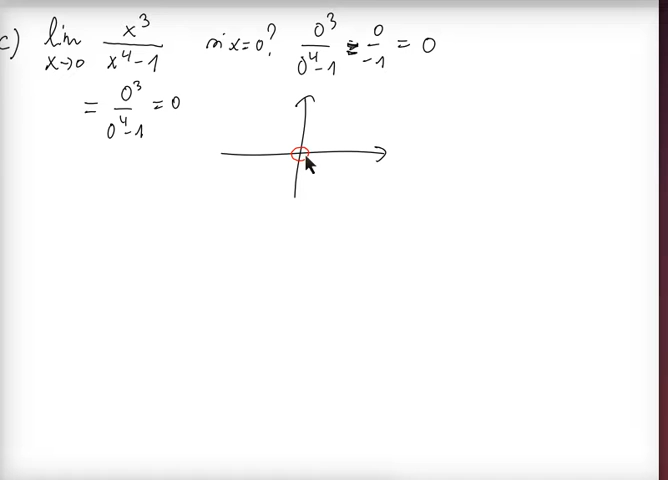 c) lim x→0 x³/(x⁴-1) si x=0? 0³/(0⁴-1) = 0/-1 = 0
= 0³/(0⁴-1) = 0